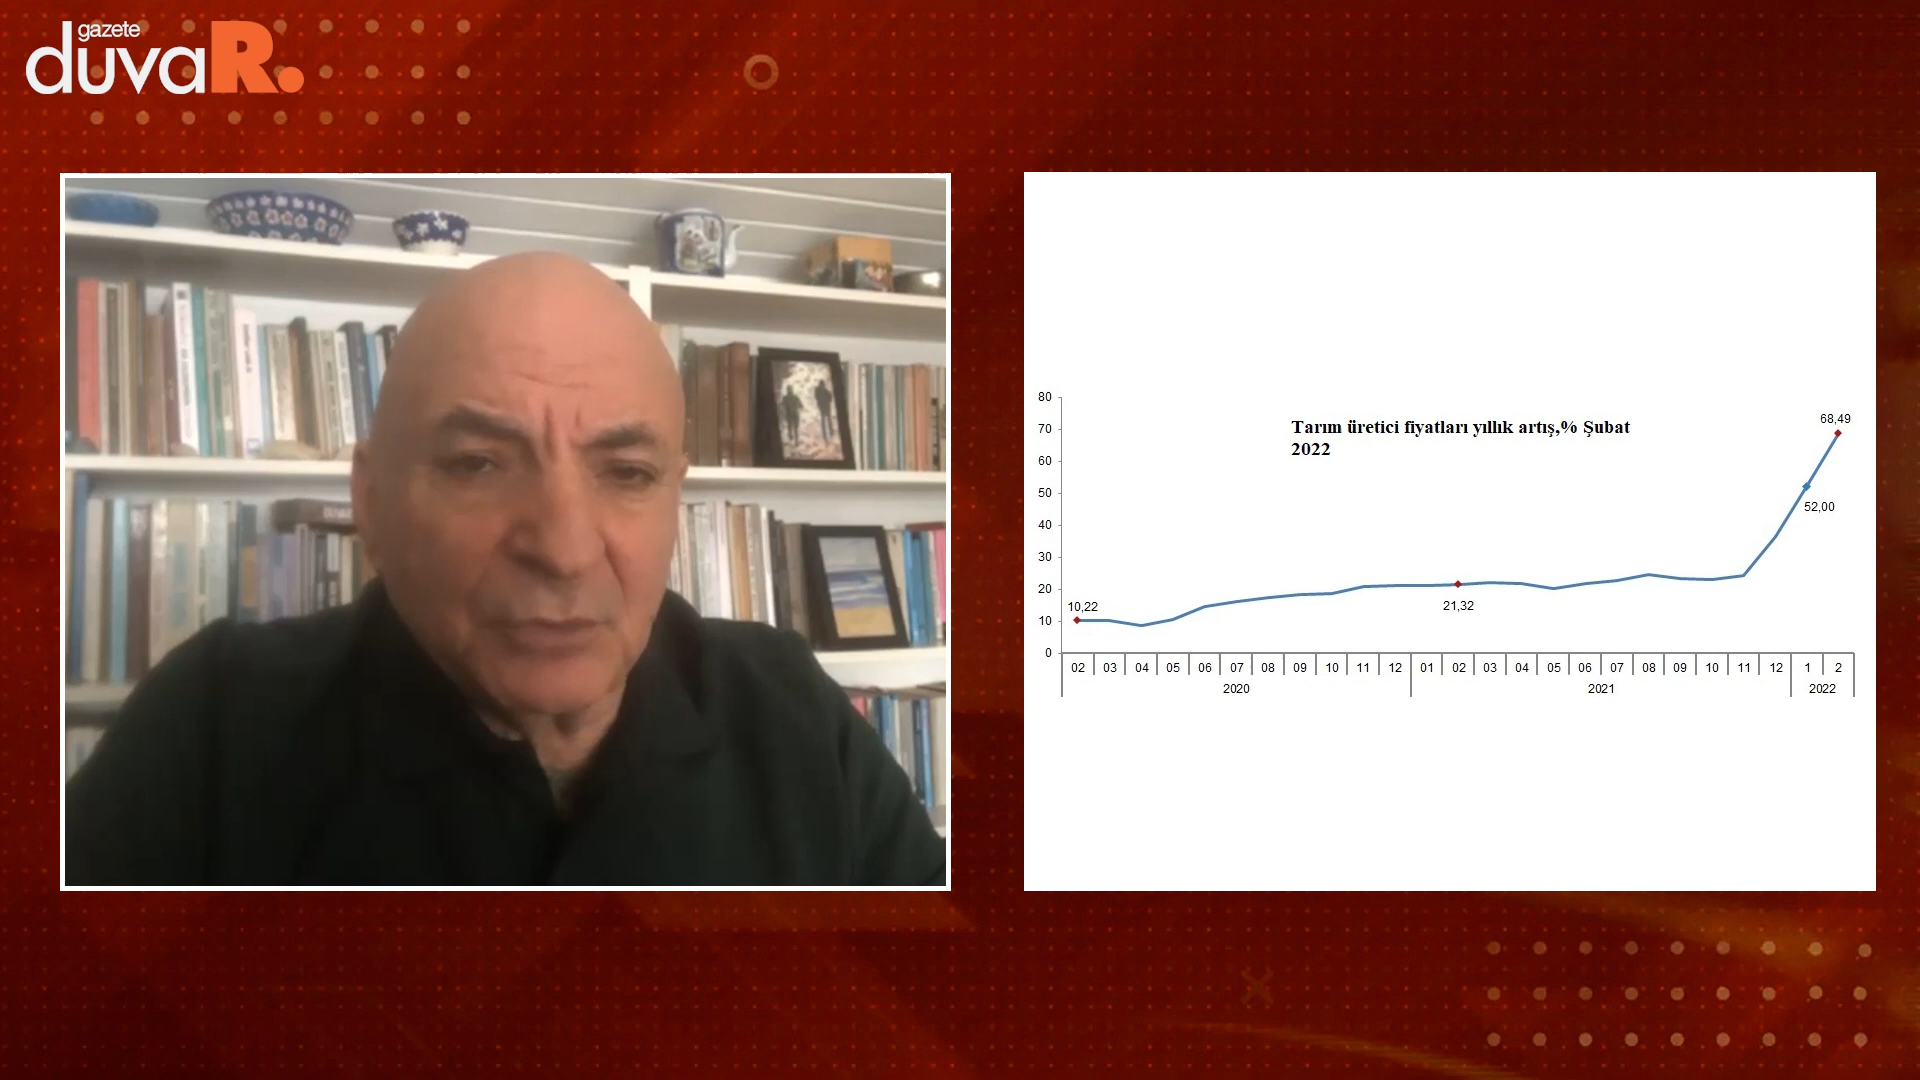 gazete
duvaR.
Tarım üretici fiyatları yıllık artış,% Şubat
2022
80
70
60
50
40
30
20
10
0
10,22
21,32
52,00
68,49
02 03 04 05 06 07 08 09 10 11 12 01 02 03 04 05 06 07 08 09 10 11 12 1 2
2020 2021 2022